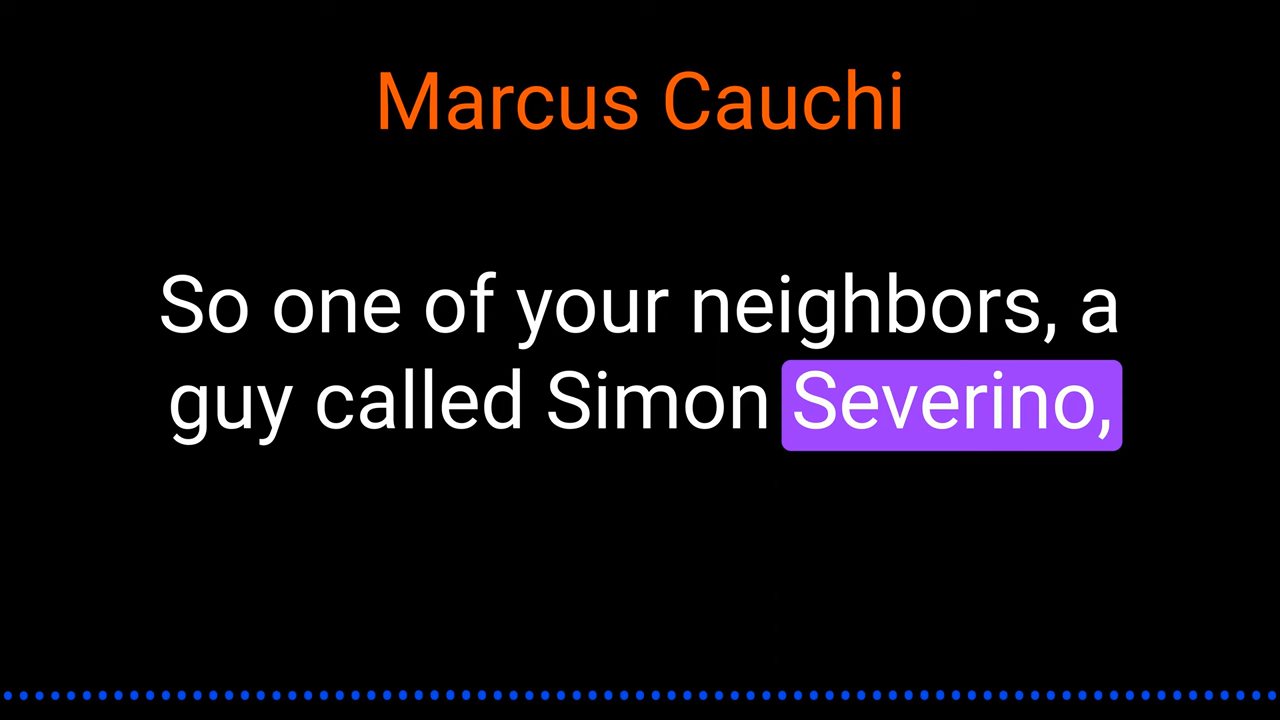 Marcus Cauchi
So one of your neighbors, a
guy called Simon Severino,